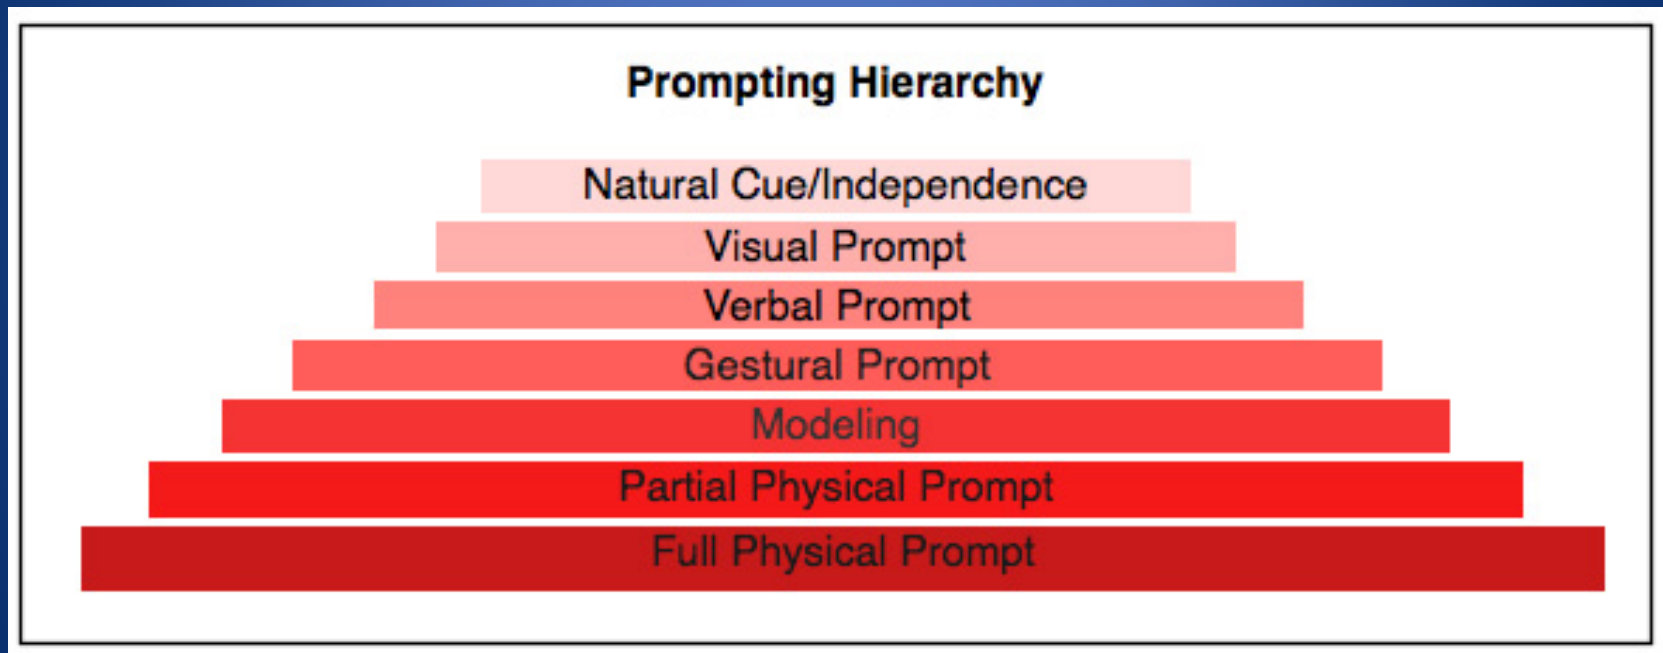 Prompting Hierarchy
Natural Cue/Independence
Visual Prompt
Verbal Prompt
Gestural Prompt
Modeling
Partial Physical Prompt
Full Physical Prompt